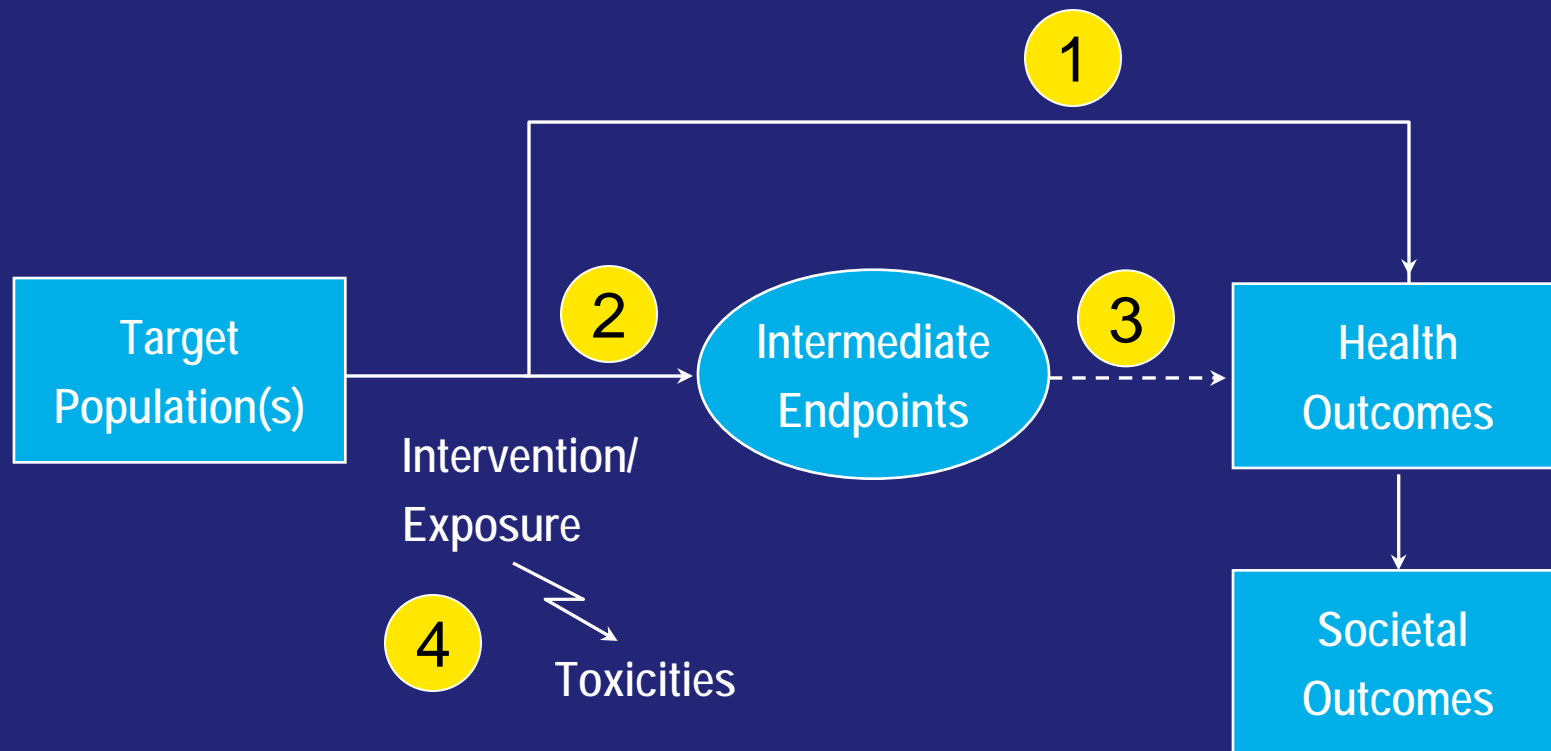 1
Target
Population(s)
2
Intermediate
Endpoints
3
Health
Outcomes
Intervention/
Exposure
4
Toxicities
Societal
Outcomes